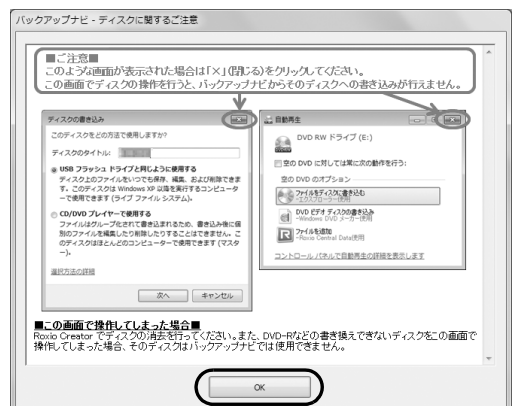 バックアップナビ - ディスクに関するご注意
■ご注意■
このような画面が表示された場合は「×」(閉じる)をクリックしてください。
この画面でディスクの操作を行うと、バックアップナビからそのディスクへの書き込みが行えません。
ディスクの書き込み
このディスクをどの方法で使用しますか?
ディスクのタイトル:
USB フラッシュ ドライブと同じように使用する
ディスク上のファイルをいつでも保存、編集、および削除できま
す。このディスクは Windows XP 以降を実行するコンピューター
で使用できます (ライブ ファイル システム)。
CD/DVD プレイヤーで使用する
ファイルはグループ化されて書き込まれるため、書き込み後に個
別のファイルを編集したり削除したりすることはできません。こ
のディスクはほとんどのコンピューターで使用できます (マスタ
ー)。
選択方法の詳細
次へ
キャンセル
自動再生
DVD RW ドライブ (E:)
空の DVD に対しては常に次の動作を行う:
空の DVD のオプション
ファイルをディスクに書き込む
-エクスプローラー使用
DVD ビデオ ディスクの書き込み
-Windows DVD メーカー使用
ファイルを追加
-Roxio Central Data使用
コントロール パネルで自動再生の詳細を表示します
■この画面で操作してしまった場合■
Roxio Creator でディスクの消去を行ってください。また、DVD-Rなどの書き換えできないディスクをこの画面で
操作してしまった場合、そのディスクはバックアップナビでは使用できません。
OK